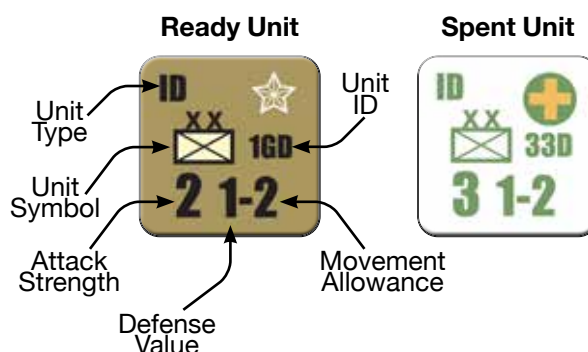 Ready Unit
Spent Unit
ID
XX
1GD
2 1-2
ID
XX
33D
3 1-2
Unit
Type
Unit
Symbol
Attack
Strength
Defense
Value
Unit
ID
Movement
Allowance